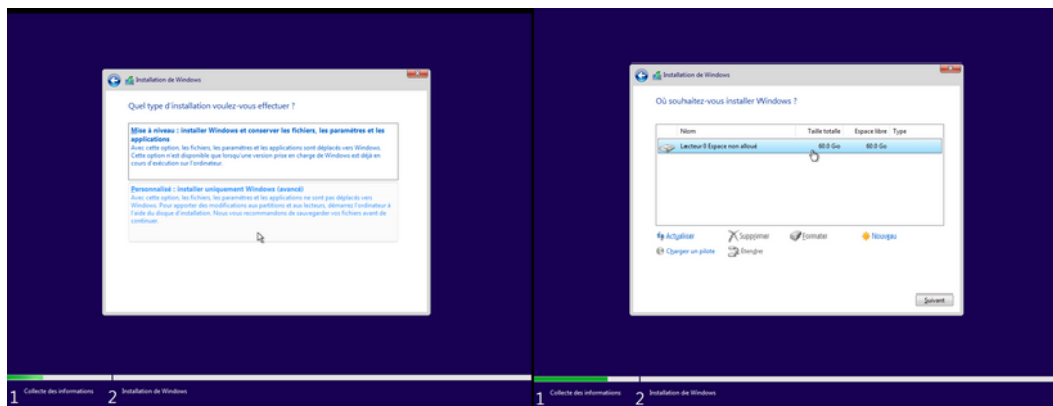 Installation de Windows
Quel type d'installation voulez-vous effectuer ?
Mise à niveau : installer Windows et conserver les fichiers, les paramètres et les
applications
Avec cette option, les fichiers, les paramètres et les applications sont déplacés vers Windows.
Cette option n'est disponible que lorsqu'une version prise en charge de Windows est déjà en
cours d'exécution sur l'ordinateur.
Personnalisé : installer uniquement Windows (avancé)
Avec cette option, les fichiers, les paramètres et les applications ne sont pas déplacés vers
Windows. Pour apporter des modifications aux partitions et aux lecteurs, démarrez l'ordinateur à
l'aide du disque d'installation. Nous vous recommandons de sauvegarder vos fichiers avant de
continuer.
1 Collecte des informations 2 Installation de Windows
Installation de Windows
Où souhaitez-vous installer Windows ?
Nom Taille totale Espace libre Type
Lecteur 0 Espace non alloué 60.0 Go 60.0 Go
Actualiser Supprimer Formater Nouveau
Charger un pilote Étendre
Suivant
1 Collecte des informations 2 Installation de Windows